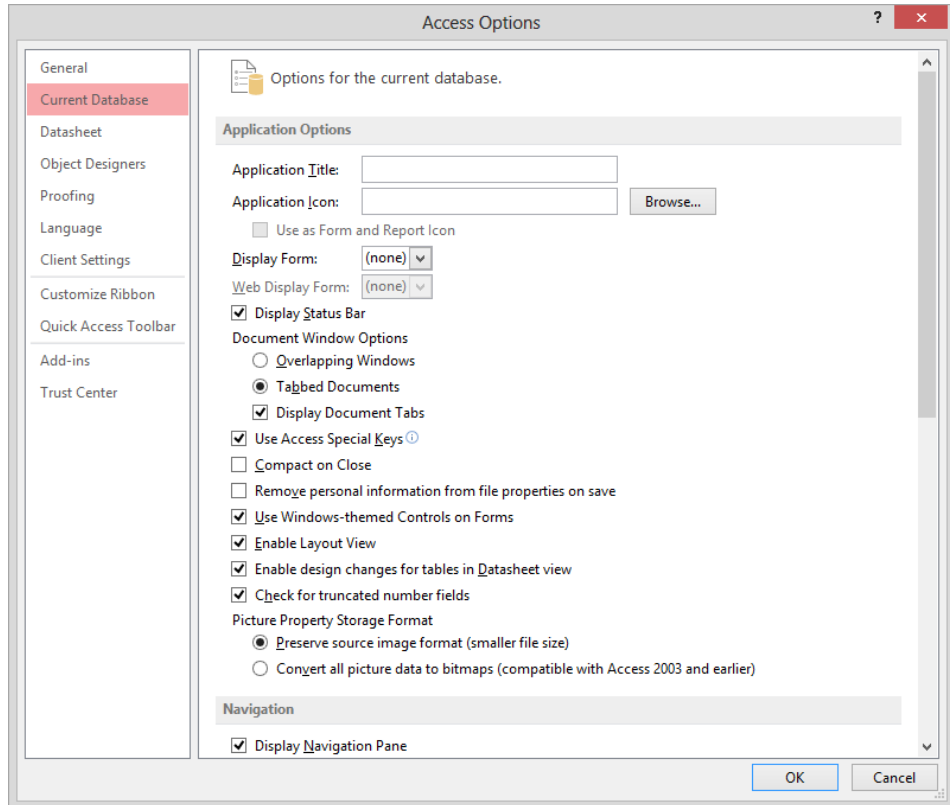 Access Options
?
General
Current Database
Datasheet
Object Designers
Proofing
Language
Client Settings
Customize Ribbon
Quick Access Toolbar
Add-ins
Trust Center
Options for the current database.
Application Options
Application Title:
Application Icon:
Browse...
Use as Form and Report Icon
Display Form: (none)
Web Display Form: (none)
Display Status Bar
Document Window Options
Overlapping Windows
Tabbed Documents
Display Document Tabs
Use Access Special Keys
Compact on Close
Remove personal information from file properties on save
Use Windows-themed Controls on Forms
Enable Layout View
Enable design changes for tables in Datasheet view
Check for truncated number fields
Picture Property Storage Format
Preserve source image format (smaller file size)
Convert all picture data to bitmaps (compatible with Access 2003 and earlier)
Navigation
Display Navigation Pane
OK
Cancel